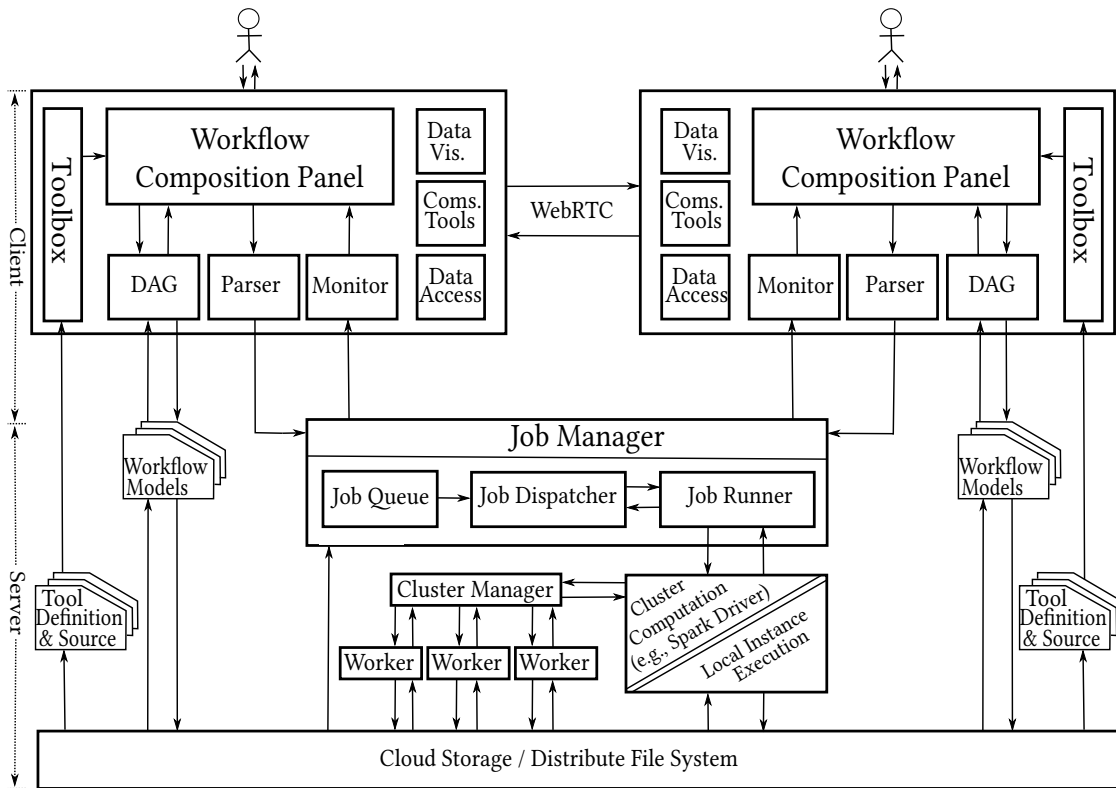 Client
Server
Toolbox
Workflow
Composition Panel
Data
Vis.
Coms.
Tools
Data
Access
DAG
Parser
Monitor
WebRTC
Data
Vis.
Coms.
Tools
Data
Access
Workflow
Composition Panel
Toolbox
Monitor
Parser
DAG
Workflow
Models
Job Manager
Job Queue
Job Dispatcher
Job Runner
Workflow
Models
Tool
Definition
& Source
Cluster Manager
Worker
Worker
Worker
Cluster
Computation
(e.g., Spark Driver)
Local Instance
Execution
Tool
Definition
& Source
Cloud Storage / Distribute File System